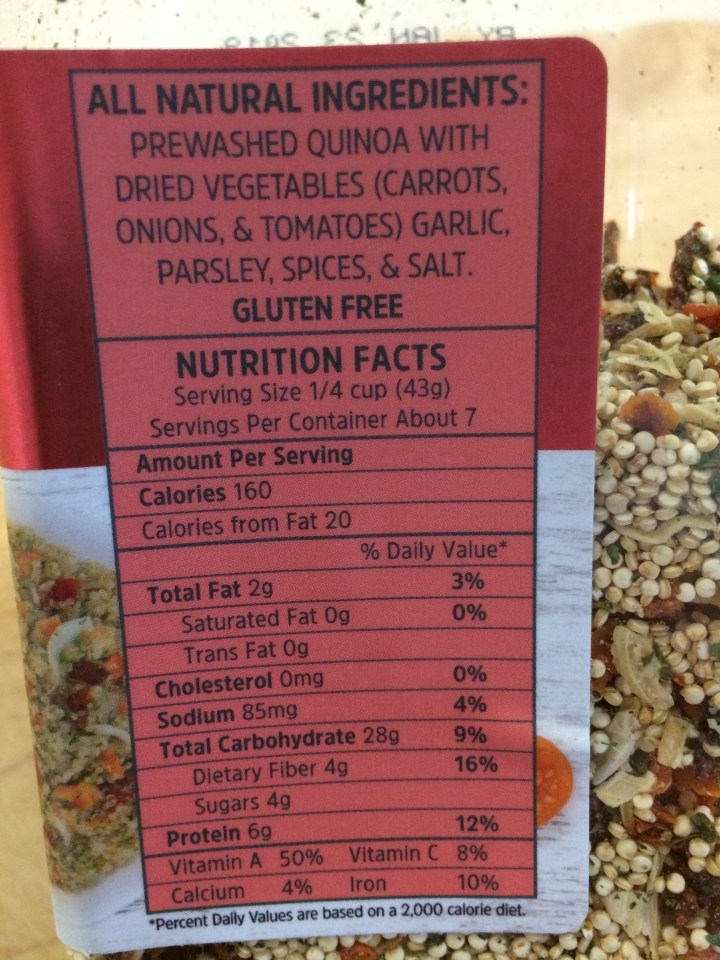 BY JAN 23 2019
ALL NATURAL INGREDIENTS:
PREWASHED QUINOA WITH
DRIED VEGETABLES (CARROTS,
ONIONS, & TOMATOES) GARLIC,
PARSLEY, SPICES, & SALT.
GLUTEN FREE
NUTRITION FACTS
Serving Size 1/4 cup (43g)
Servings Per Container About 7
Amount Per Serving
Calories 160
Calories from Fat 20
% Daily Value*
Total Fat 2g 3%
Saturated Fat 0g 0%
Trans Fat 0g
Cholesterol 0mg 0%
Sodium 85mg 4%
Total Carbohydrate 28g 9%
Dietary Fiber 4g 16%
Sugars 4g
Protein 6g 12%
Vitamin A 50% Vitamin C 8%
Calcium 4% Iron 10%
*Percent Daily Values are based on a 2,000 calorie diet.